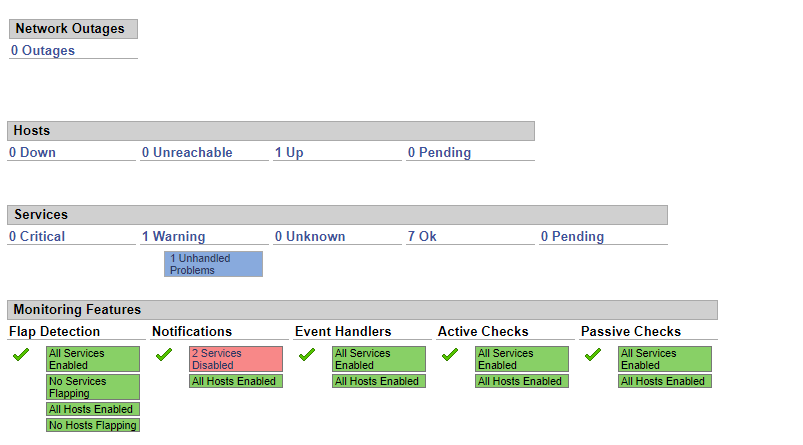 Network Outages
0 Outages
Hosts
0 Down 0 Unreachable 1 Up 0 Pending
Services
0 Critical 1 Warning 0 Unknown 7 Ok 0 Pending
1 Unhandled
Problems
Monitoring Features
Flap Detection Notifications Event Handlers Active Checks Passive Checks
All Services 2 Services All Services All Services All Services
Enabled Disabled Enabled Enabled Enabled
No Services All Hosts Enabled All Hosts Enabled All Hosts Enabled All Hosts Enabled
Flapping
All Hosts Enabled
No Hosts Flapping